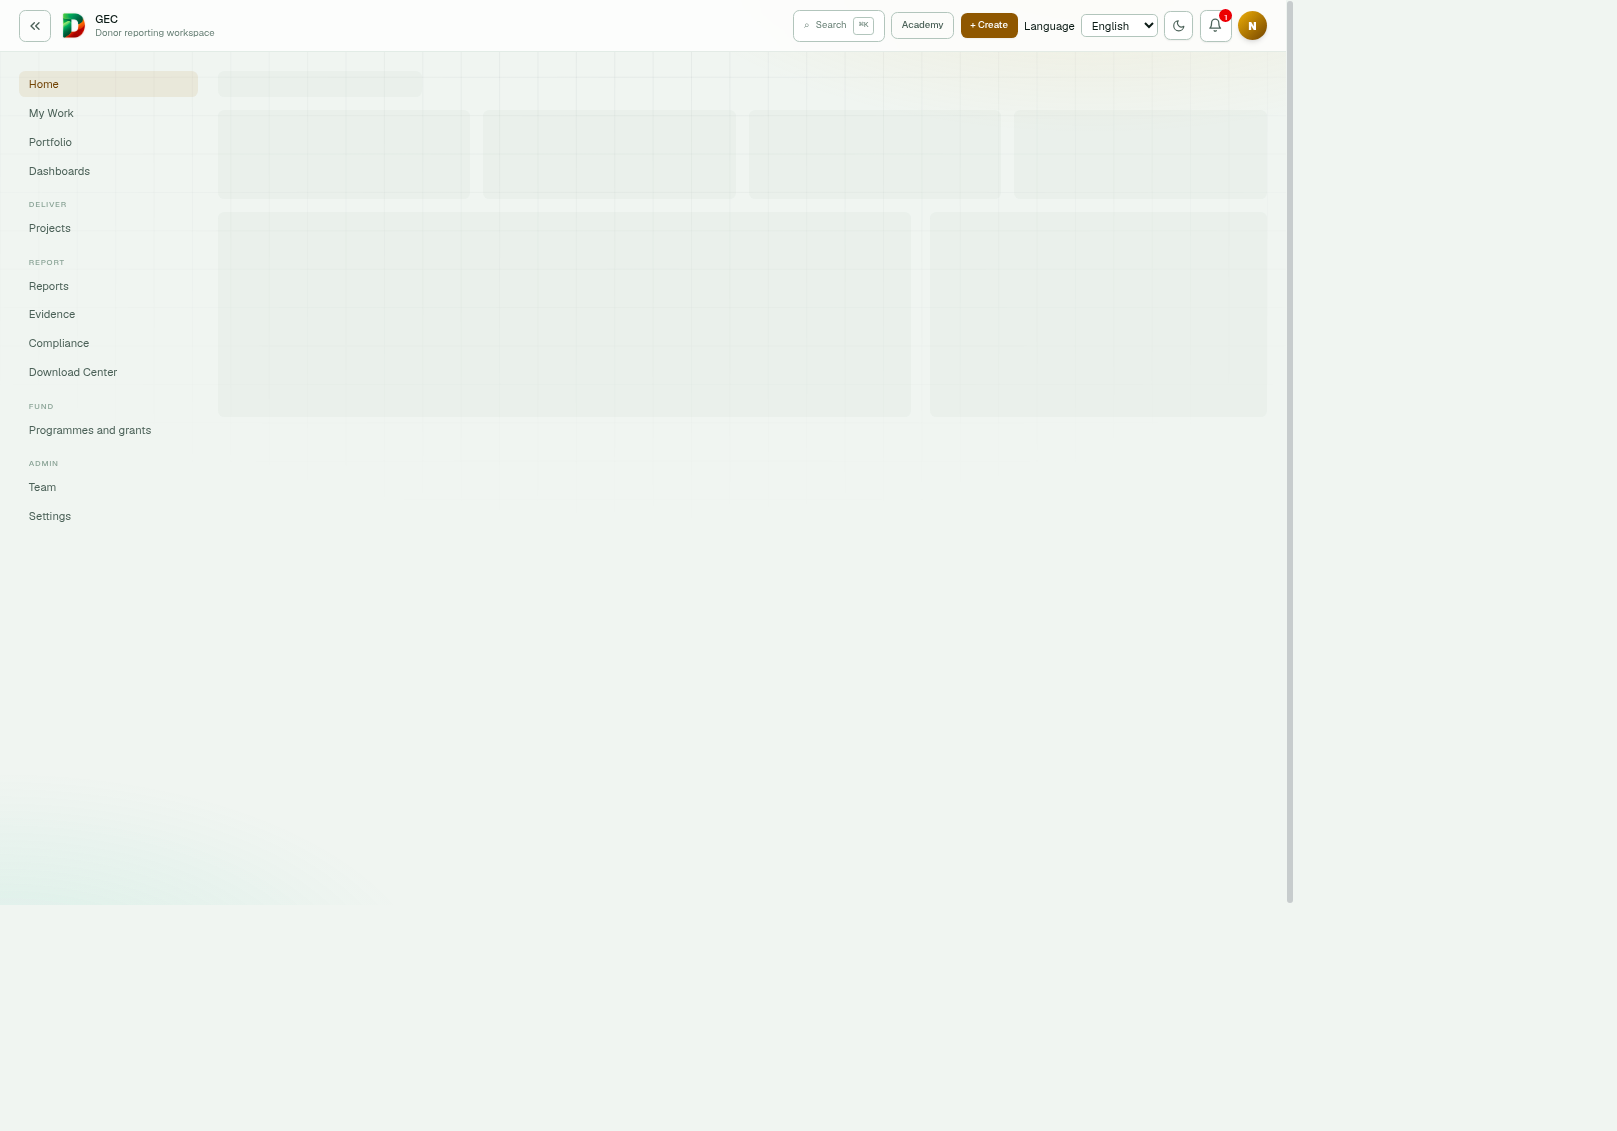 GEC
Donor reporting workspace
Search ⌘K
Academy
+ Create
Language
English
1
N
Home
My Work
Portfolio
Dashboards
DELIVER
Projects
REPORT
Reports
Evidence
Compliance
Download Center
FUND
Programmes and grants
ADMIN
Team
Settings